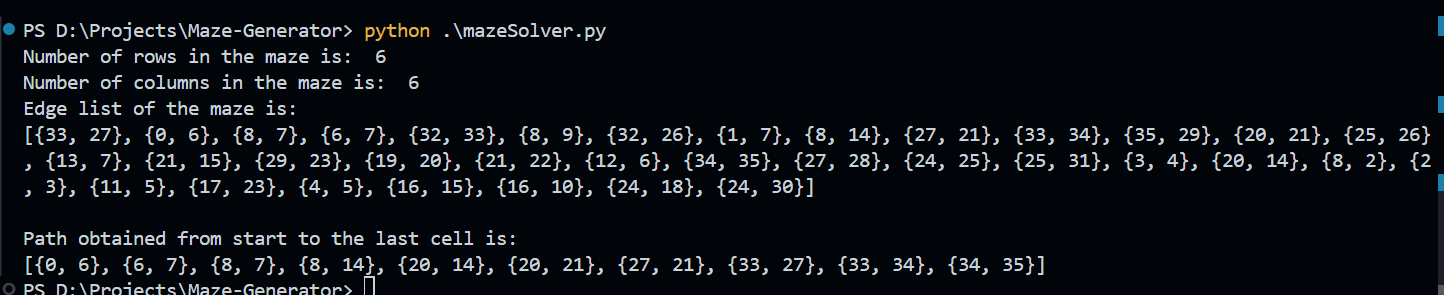 PS D:\Projects\Maze-Generator> python .\mazeSolver.py
Number of rows in the maze is:  6
Number of columns in the maze is:  6
Edge list of the maze is:
[{33, 27}, {0, 6}, {8, 7}, {6, 7}, {32, 33}, {8, 9}, {32, 26}, {1, 7}, {8, 14}, {27, 21}, {33, 34}, {35, 29}, {20, 21}, {25, 26}
, {13, 7}, {21, 15}, {29, 23}, {19, 20}, {21, 22}, {12, 6}, {34, 35}, {27, 28}, {24, 25}, {25, 31}, {3, 4}, {20, 14}, {8, 2}, {2
, 3}, {11, 5}, {17, 23}, {4, 5}, {16, 15}, {16, 10}, {24, 18}, {24, 30}]
Path obtained from start to the last cell is:
[{0, 6}, {6, 7}, {8, 7}, {8, 14}, {20, 14}, {20, 21}, {27, 21}, {33, 27}, {33, 34}, {34, 35}]
PS D:\Projects\Maze-Generator>